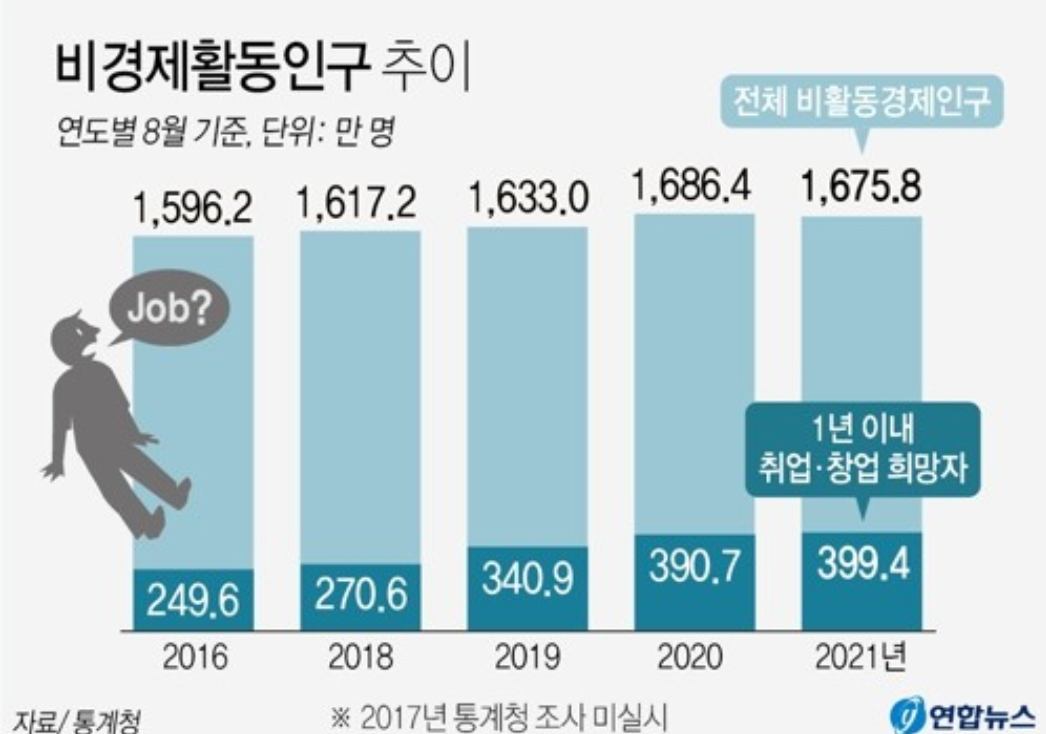 비경제활동인구 추이
연도별 8월 기준, 단위: 만 명
전체 비활동경제인구
1,596.2
1,617.2
1,633.0
1,686.4
1,675.8
Job?
1년 이내
취업·창업 희망자
249.6
270.6
340.9
390.7
399.4
2016
2018
2019
2020
2021년
자료/통계청
※ 2017년 통계청 조사 미실시
연합뉴스